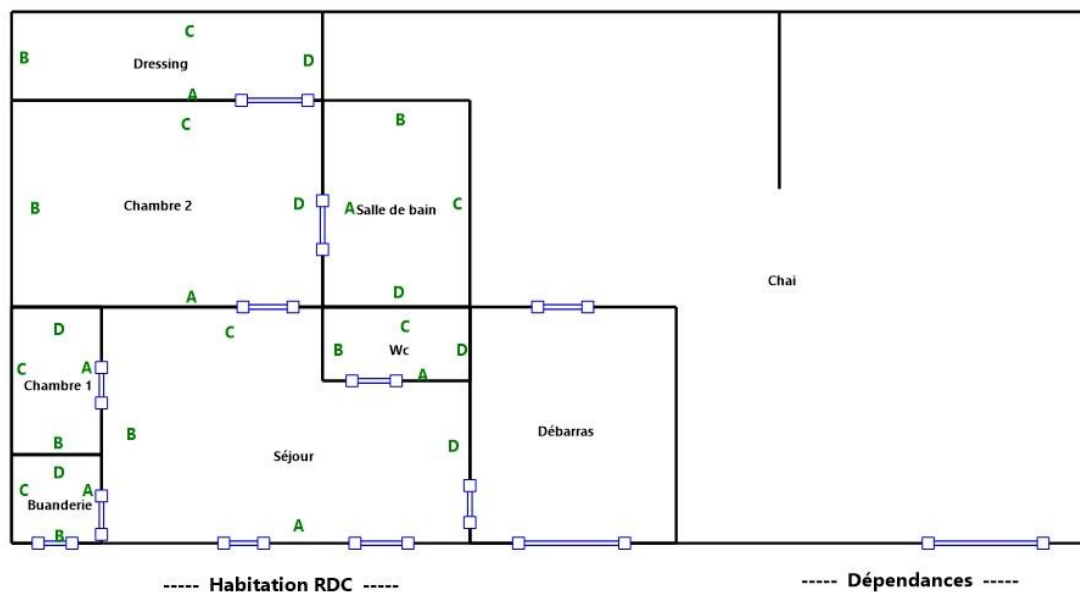 C
B
Dressing
D
A
C
B
B
Chambre 2
D
A
Salle de bain
C
A
D
Chai
D
C
C
B
Wc
D
C
A
Chambre 1
A
B
B
Débarras
D
Séjour
D
C
A
Buanderie
A
B
----- Habitation RDC -----
----- Dépendances -----